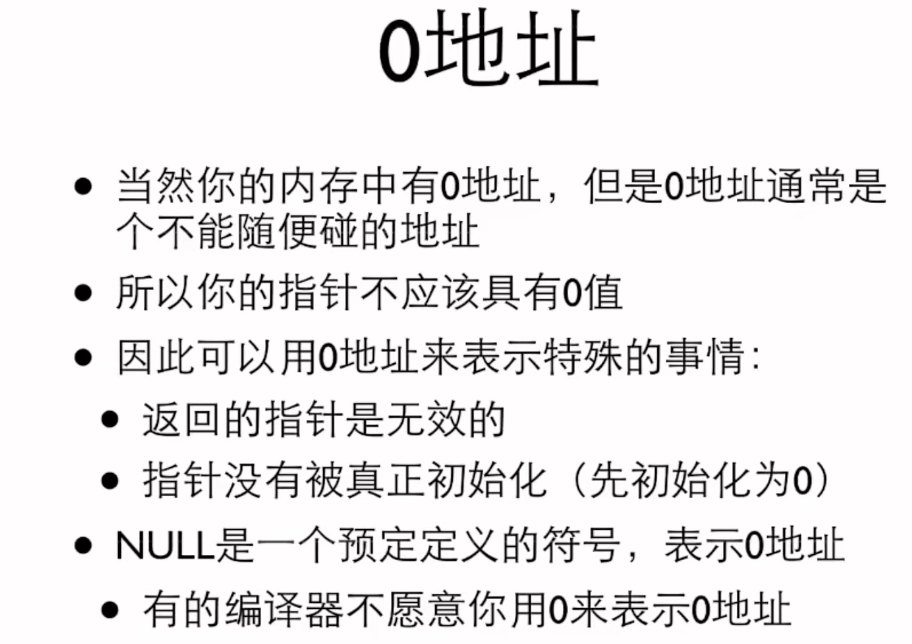 0地址
• 当然你的内存中有0地址，但是0地址通常是
个不能随便碰的地址
• 所以你的指针不应该具有0值
• 因此可以用0地址来表示特殊的事情：
• 返回的指针是无效的
• 指针没有被真正初始化（先初始化为0）
• NULL是一个预定定义的符号，表示0地址
• 有的编译器不愿意你用0来表示0地址